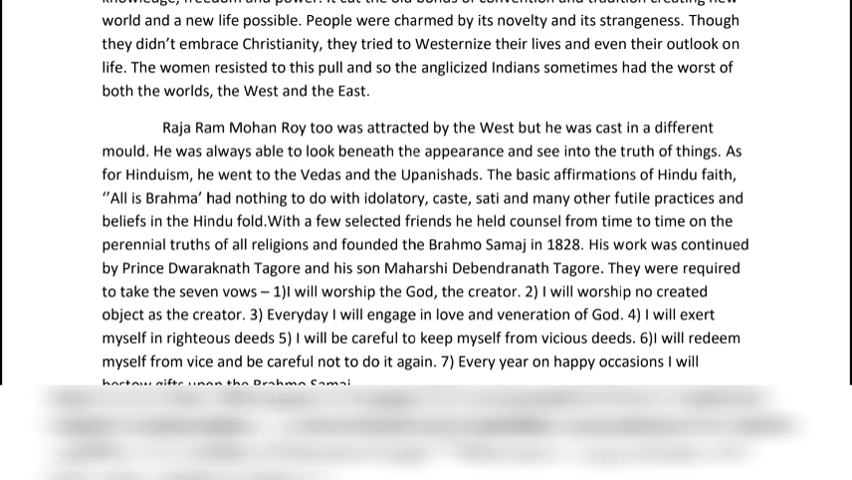 world and a new life possible. People were charmed by its novelty and its strangeness. Though
they didn't embrace Christianity, they tried to Westernize their lives and even their outlook on
life. The women resisted to this pull and so the anglicized Indians sometimes had the worst of
both the worlds, the West and the East.
Raja Ram Mohan Roy too was attracted by the West but he was cast in a different
mould. He was always able to look beneath the appearance and see into the truth of things. As
for Hinduism, he went to the Vedas and the Upanishads. The basic affirmations of Hindu faith,
‘'All is Brahma’ had nothing to do with idolatory, caste, sati and many other futile practices and
beliefs in the Hindu fold.With a few selected friends he held counsel from time to time on the
perennial truths of all religions and founded the Brahmo Samaj in 1828. His work was continued
by Prince Dwaraknath Tagore and his son Maharshi Debendranath Tagore. They were required
to take the seven vows – 1)I will worship the God, the creator. 2) I will worship no created
object as the creator. 3) Everyday I will engage in love and veneration of God. 4) I will exert
myself in righteous deeds 5) I will be careful to keep myself from vicious deeds. 6)I will redeem
myself from vice and be careful not to do it again. 7) Every year on happy occasions I will
bestow gifts upon the Brahmo Samaj